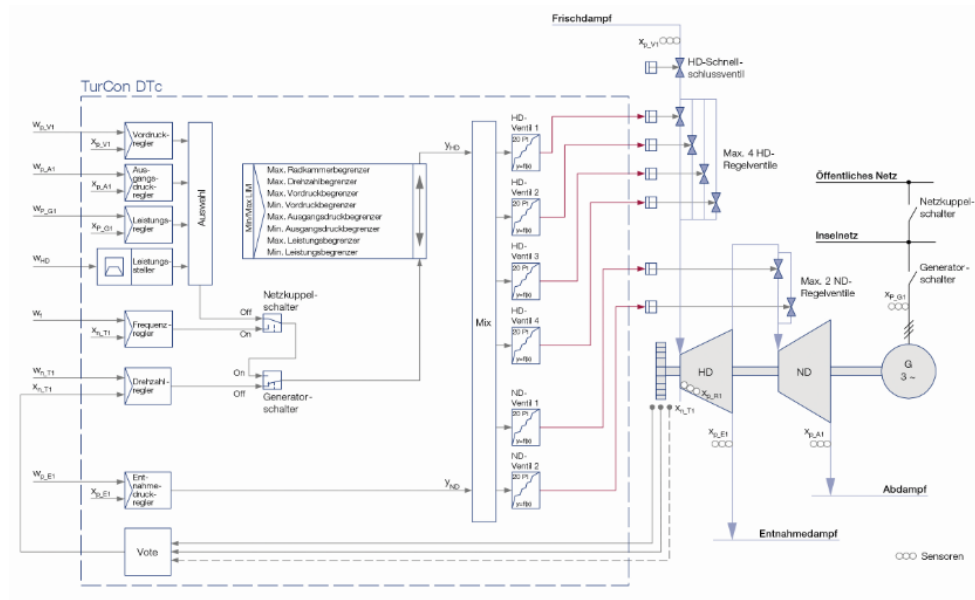 Frischdampf
x_p_V1
HD-Schnell-
schlussventil
TurCon DTc
w_p_V1
x_p_V1
Vordruck-
regler
w_p_A1
x_p_A1
Aus-
gangs-
druck-
regler
w_P_G1
x_P_G1
Leistungs-
regler
w_HD
Leistungs-
steller
Auswahl
Min/Max LIM
Max. Radkammerbegrenzer
Max. Drehzahlbegrenzer
Max. Vordruckbegrenzer
Min. Vordruckbegrenzer
Max. Ausgangsdruckbegrenzer
Min. Ausgangsdruckbegrenzer
Max. Leistungsbegrenzer
Min. Leistungsbegrenzer
y_HD
w_f
x_n_T1
Frequenz-
regler
Off
On
Netzkuppel-
schalter
w_n_T1
x_n_T1
Drehzahl-
regler
On
Off
Generator-
schalter
w_p_E1
x_p_E1
Ent-
nahme-
druck-
regler
y_ND
Vote
Mix
HD-
Ventil 1
20 Pt
y=f(x)
HD-
Ventil 2
20 Pt
y=f(x)
HD-
Ventil 3
20 Pt
y=f(x)
HD-
Ventil 4
20 Pt
y=f(x)
ND-
Ventil 1
20 Pt
y=f(x)
ND-
Ventil 2
20 Pt
y=f(x)
Max. 4 HD-
Regelventile
Max. 2 ND-
Regelventile
Öffentliches Netz
Netzkuppel-
schalter
Inselnetz
Generator-
schalter
x_P_G1
HD
ND
G
3 ~
x_p_R1
x_n_T1
x_p_E1
x_p_A1
Abdampf
Entnahmedampf
Sensoren